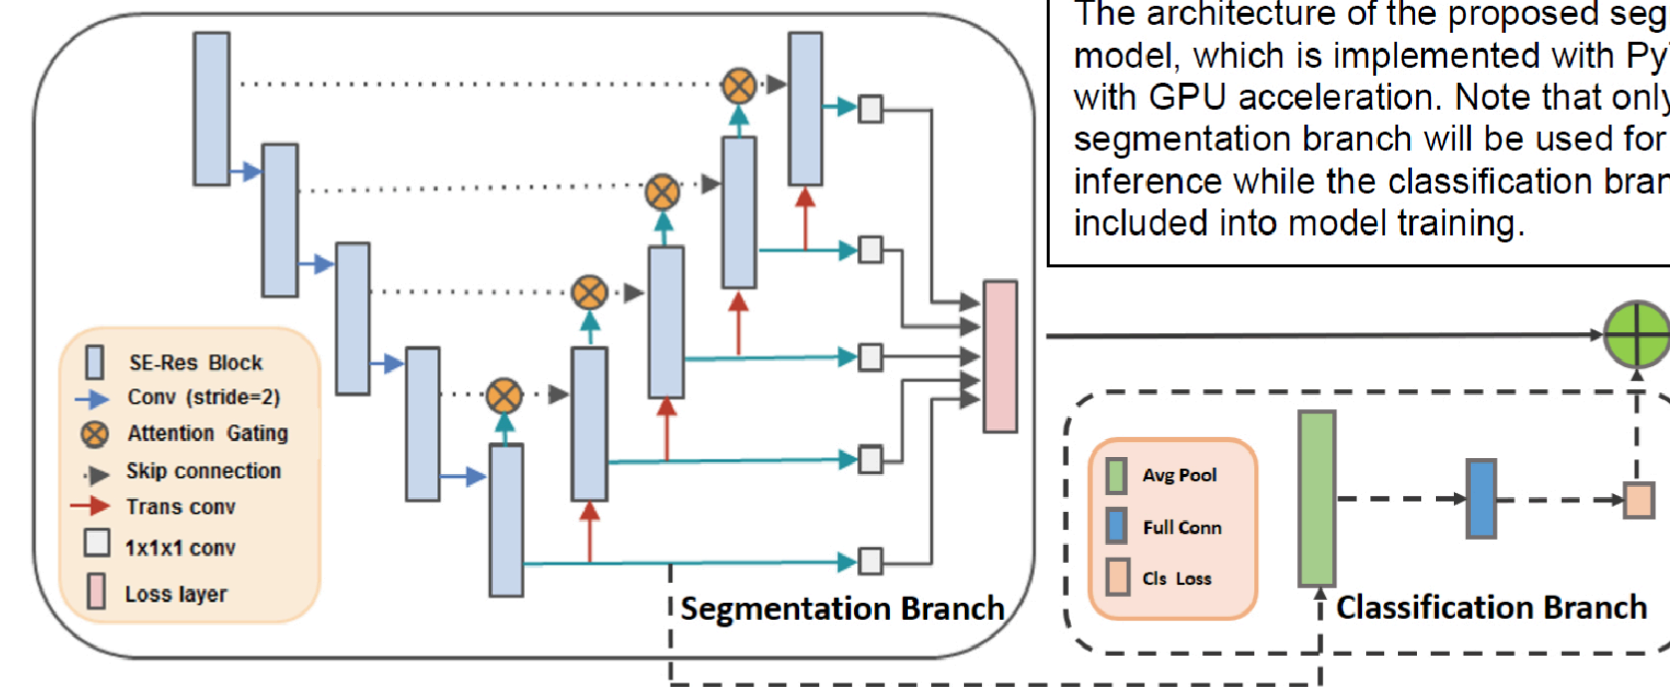 The architecture of the proposed seg
model, which is implemented with Py
with GPU acceleration. Note that only
segmentation branch will be used for
inference while the classification bran
included into model training.
SE-Res Block
Conv (stride=2)
Attention Gating
Skip connection
Trans conv
1x1x1 conv
Loss layer
Segmentation Branch
Avg Pool
Full Conn
Cls Loss
Classification Branch